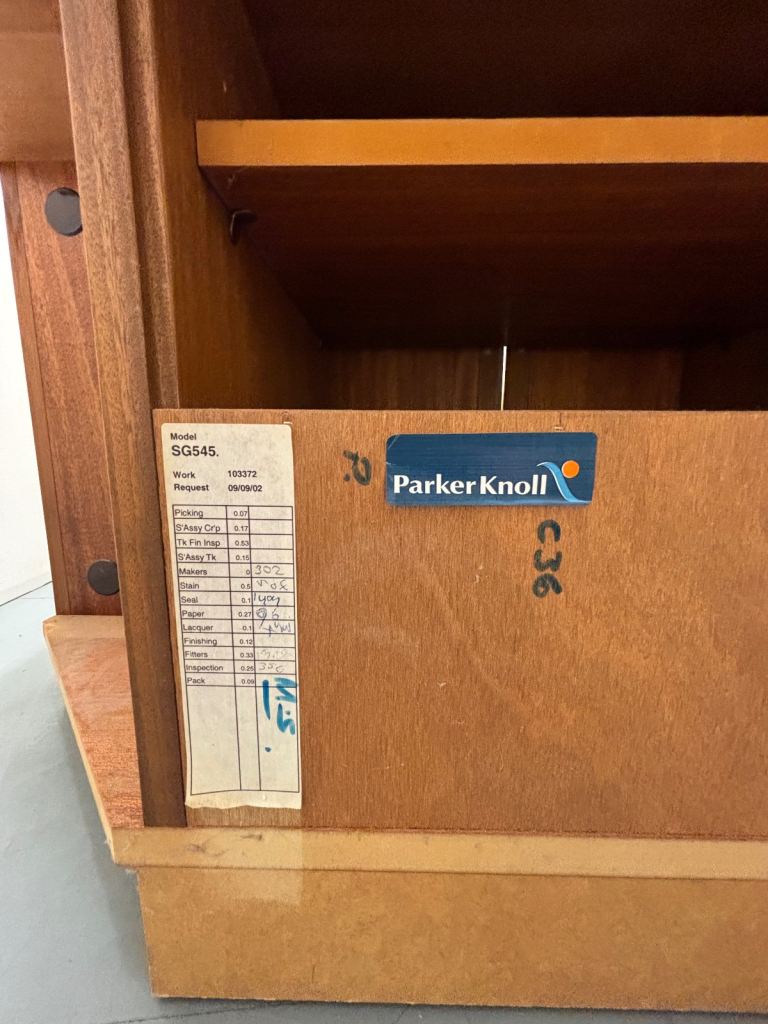 Model
SG545.
Work 103372
Request 09/09/02
Picking 0.07
S'Assy Cr'p 0.17
Tk Fin Insp 0.53
S'Assy Tk 0.15
Makers 0 302
Stain 0.5
Seal 0.1
Paper 0.27
Lacquer 0.1
Finishing 0.12
Fitters 0.33
Inspection 0.25 356
Pack 0.09
M.S.
P.
Parker Knoll
C36